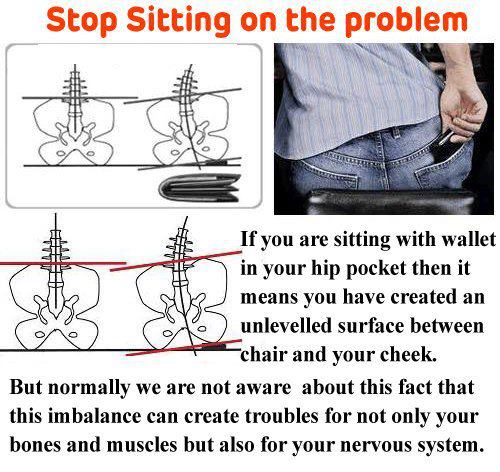 Stop Sitting on the problem
If you are sitting with wallet
in your hip pocket then it
means you have created an
unlevelled surface between
chair and your cheek.
But normally we are not aware about this fact that
this imbalance can create troubles for not only your
bones and muscles but also for your nervous system.